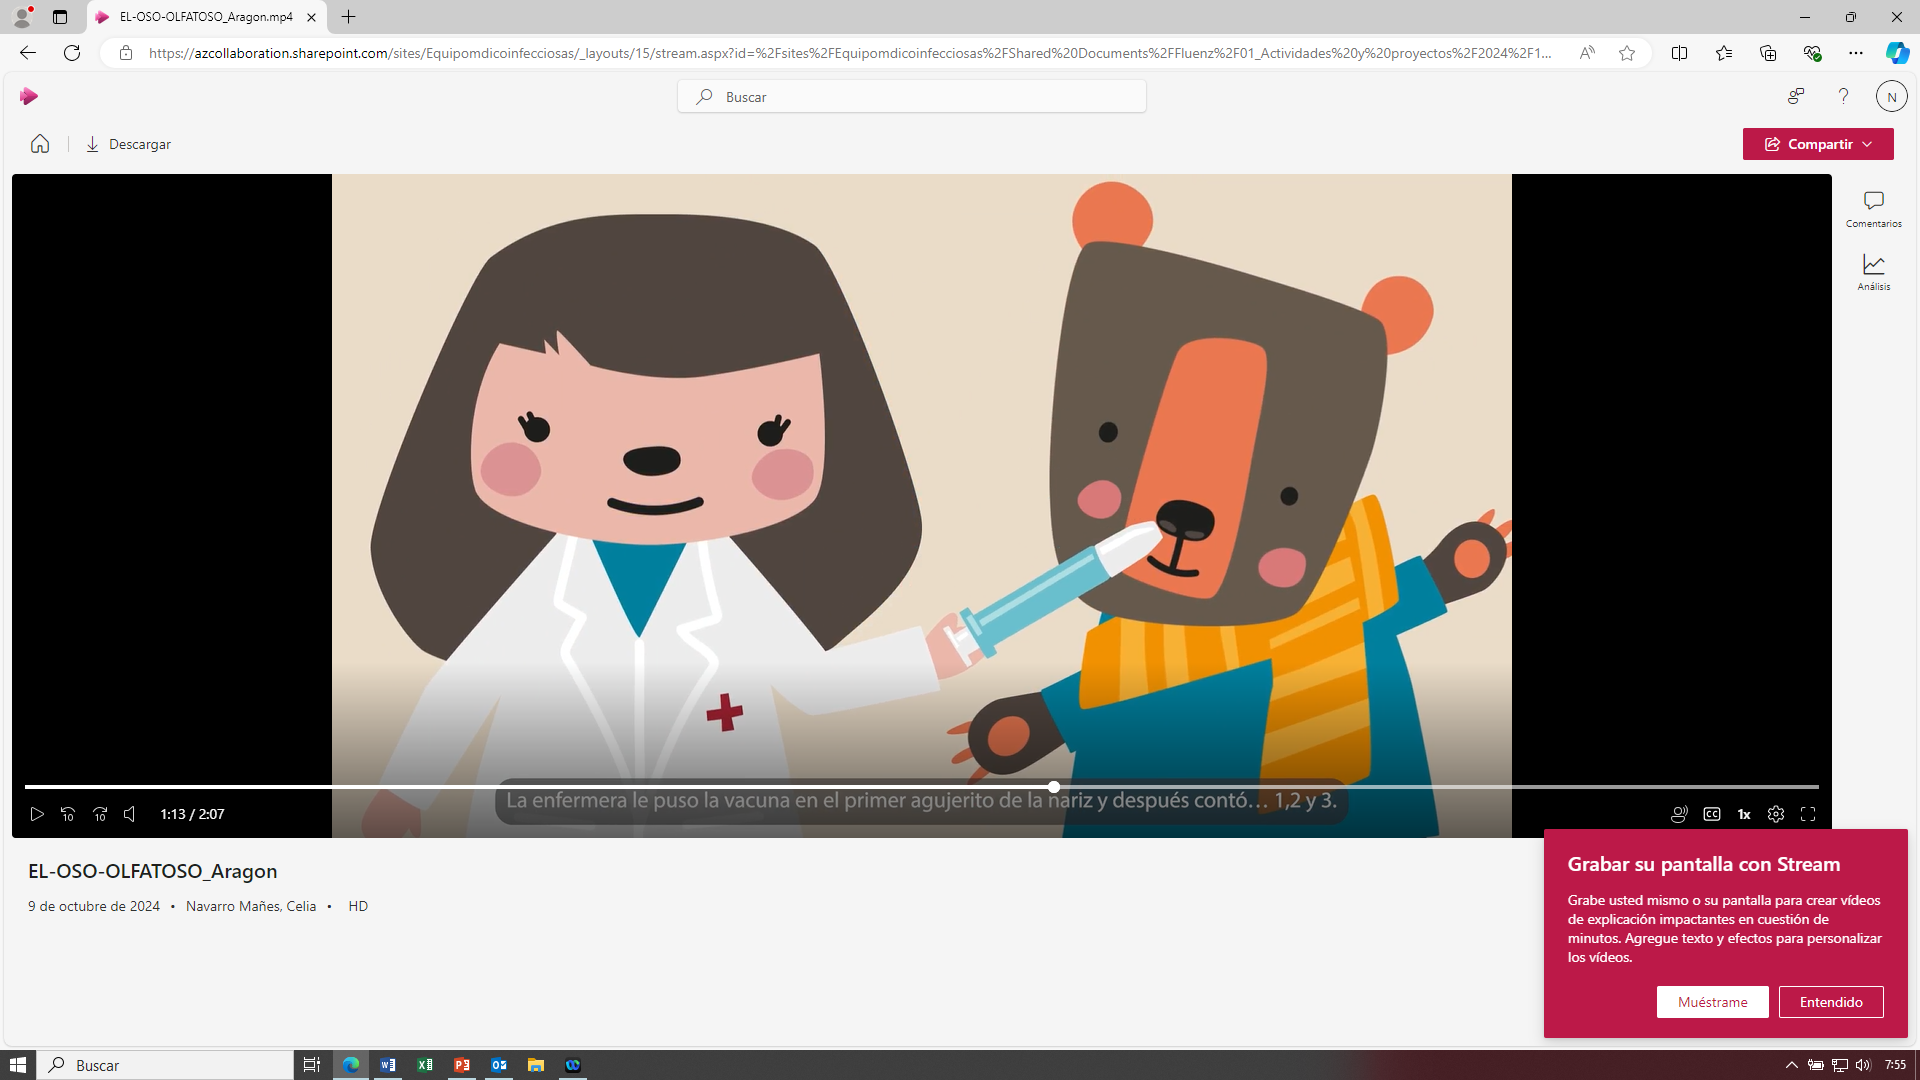 EL-OSO-OLFATOSO_Aragon.mp4
https://azcollaboration.sharepoint.com/sites/Equipomdicoinfecciosas/_layouts/15/stream.aspx?id=%2Fsites%2FEquipomdicoinfecciosas%2FShared%20Documents%2FFluenz%2F01_Actividades%20y%20proyectos%2F2024%2F1...
Buscar
N
Descargar
Compartir
Comentarios
Análisis
La enfermera le puso la vacuna en el primer agujerito de la nariz y después contó... 1,2 y 3.
10 10 1:13 / 2:07
CC 1x
EL-OSO-OLFATOSO_Aragon
9 de octubre de 2024 • Navarro Mañes, Celia • HD
Grabar su pantalla con Stream
Grabe usted mismo o su pantalla para crear vídeos
de explicación impactantes en cuestión de
minutos. Agregue texto y efectos para personalizar
los vídeos.
Muéstrame Entendido
Buscar
7:55